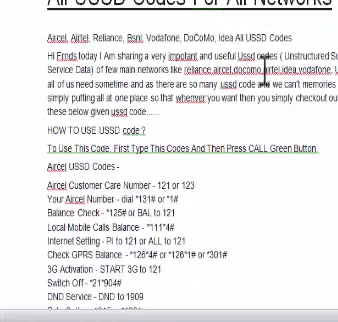 All USSD Codes For All Networks
Aircel, Airtel, Reliance, Bsnl, Vodafone, DoCoMo, Idea All USSD Codes
Hi Frnds today I Am sharing a very impotant and useful Ussd codes ( Unstructured Su
Service Data) of few main networks like reliance,aircel,docomo,airtel,idea,vodafone, U
all of us need sometime and as there are so many ussd code and we can't memories
simply putting all at one place so that whenver you want then you simply checkout ou
these below given ussd code......
HOW TO USE USSD code ?
To Use This Code, First Type This Codes And Then Press CALL Green Button.
Aircel USSD Codes -
Aircel Customer Care Number - 121 or 123
Your Aircel Number - dial *131# or *1#
Balance Check - *125# or BAL to 121
Local Mobile Calls Balance - *111*4#
Internet Setting - PI to 121 or ALL to 121
Check GPRS Balance - *126*4# or *126*1# or *301#
3G Activation - START 3G to 121
Switch Off - *21*904#
DND Service - DND to 1909